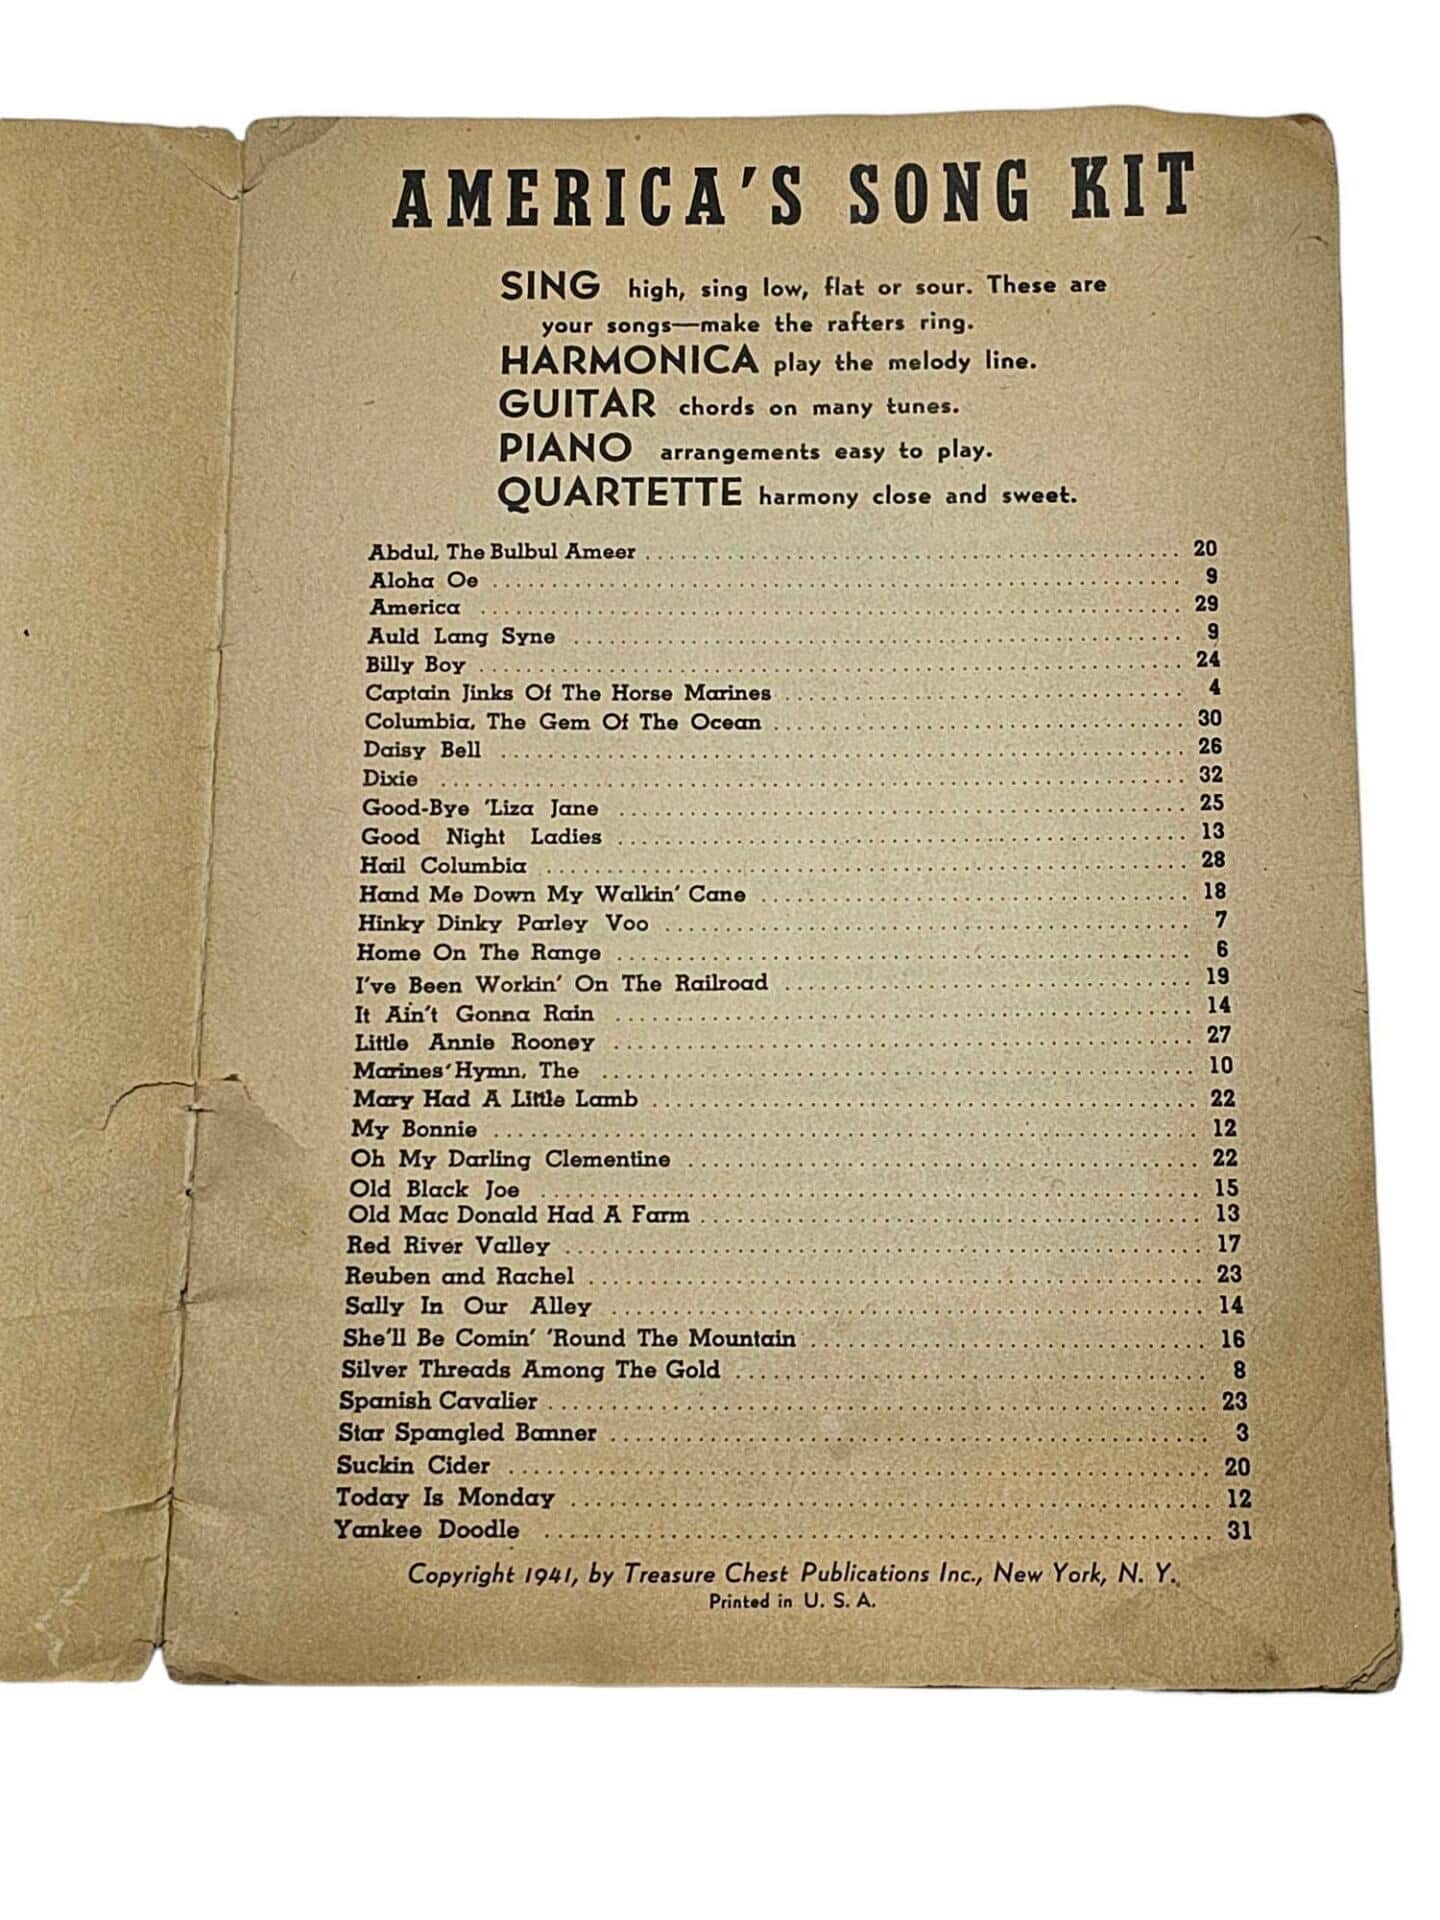 AMERICA'S SONG KIT
SING high, sing low, flat or sour. These are
your songs—make the rafters ring.
HARMONICA play the melody line.
GUITAR chords on many tunes.
PIANO arrangements easy to play.
QUARTETTE harmony close and sweet.
Abdul, The Bulbul Ameer 20
Aloha Oe 9
America 29
Auld Lang Syne 9
Billy Boy 24
Captain Jinks Of The Horse Marines 4
Columbia, The Gem Of The Ocean 30
Daisy Bell 26
Dixie 32
Good-Bye 'Liza Jane 25
Good Night Ladies 13
Hail Columbia 28
Hand Me Down My Walkin' Cane 18
Hinky Dinky Parley Voo 7
Home On The Range 6
I've Been Workin' On The Railroad 19
It Ain't Gonna Rain 14
Little Annie Rooney 27
Marines' Hymn, The 10
Mary Had A Little Lamb 22
My Bonnie 12
Oh My Darling Clementine 22
Old Black Joe 15
Old Mac Donald Had A Farm 13
Red River Valley 17
Reuben and Rachel 23
Sally In Our Alley 14
She'll Be Comin' 'Round The Mountain 16
Silver Threads Among The Gold 8
Spanish Cavalier 23
Star Spangled Banner 3
Suckin Cider 20
Today Is Monday 12
Yankee Doodle 31
Copyright 1941, by Treasure Chest Publications Inc., New York, N. Y.
Printed in U. S. A.